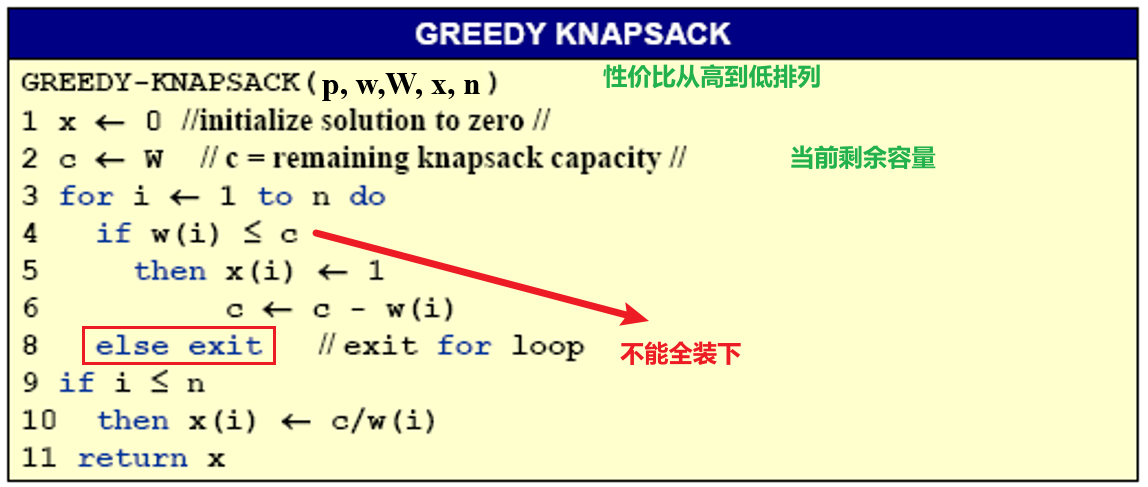 GREEDY KNAPSACK
GREEDY-KNAPSACK(p, w,W, x, n) 性价比从高到低排列
1 x ← 0 //initialize solution to zero //
2 c ← W // c = remaining knapsack capacity // 当前剩余容量
3 for i ← 1 to n do
4 if w(i) ≤ c
5 then x(i) ← 1
6 c ← c - w(i)
8 else exit // exit for loop 不能全装下
9 if i ≤ n
10 then x(i) ← c/w(i)
11 return x